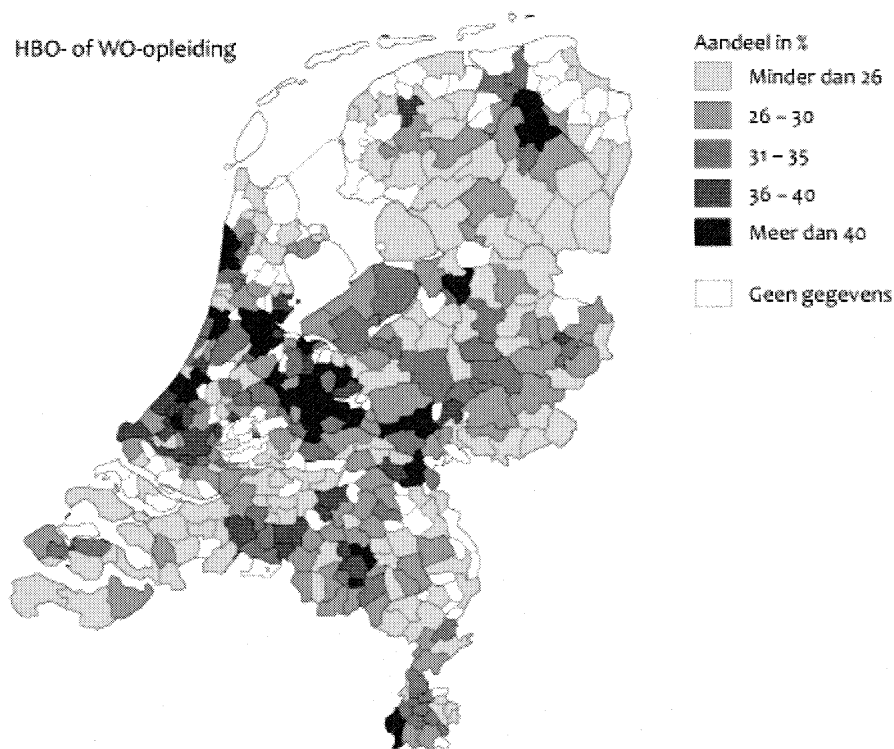 HBO- of WO-opleiding
Aandeel in %
Minder dan 26
26 – 30
31 – 35
36 – 40
Meer dan 40
Geen gegevens